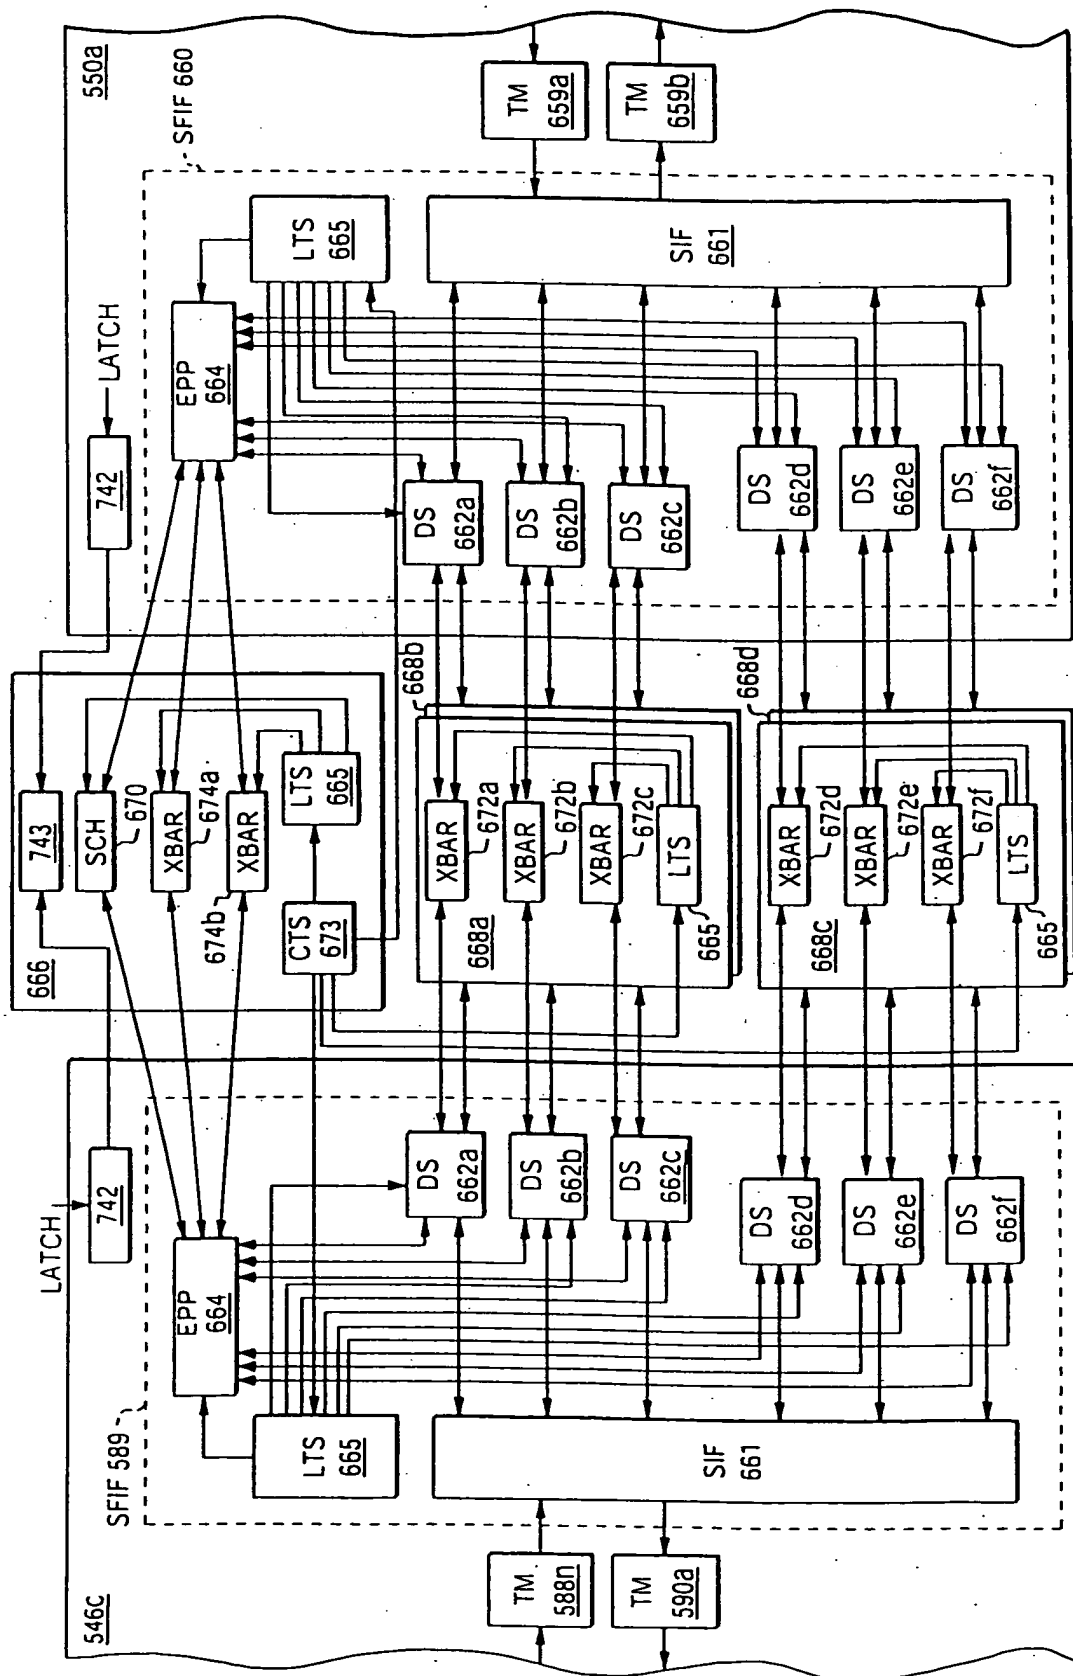 546c
LATCH
742
SFIF 589
EPP
664
LTS
665
TM
588n
TM
590a
SIF
661
DS
662a
DS
662b
DS
662c
DS
662d
DS
662e
DS
662f
666
743
SCH
670
XBAR
674a
674b
XBAR
CTS
673
LTS
665
668a
668b
XBAR
672a
XBAR
672b
XBAR
672c
LTS
665
668c
668d
XBAR
672d
XBAR
672e
XBAR
672f
LTS
665
550a
LATCH
742
SFIF 660
EPP
664
LTS
665
DS
662a
DS
662b
DS
662c
DS
662d
DS
662e
DS
662f
SIF
661
TM
659a
TM
659b